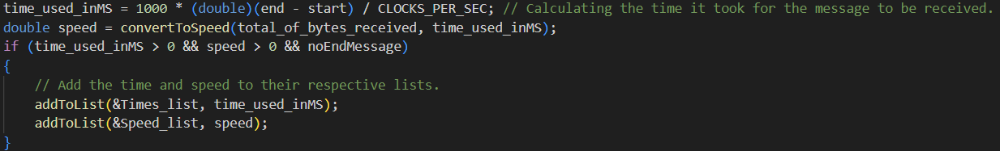 time_used_inMS = 1000 * (double)(end - start) / CLOCKS_PER_SEC; // Calculating the time it took for the message to be received.
double speed = convertToSpeed(total_of_bytes_received, time_used_inMS);
if (time_used_inMS > 0 && speed > 0 && noEndMessage)
{
    // Add the time and speed to their respective lists.
    addToList(&Times_list, time_used_inMS);
    addToList(&Speed_list, speed);
}